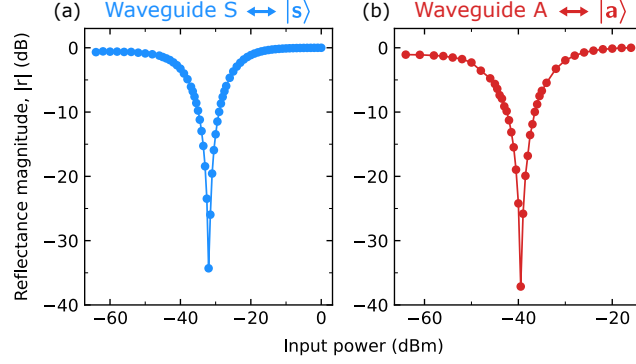 (a) Waveguide S ⟷ |s⟩
(b) Waveguide A ⟷ |a⟩
Reflectance magnitude, |r| (dB)
0
−10
−20
−30
−40
0
−10
−20
−30
−40
−60 −40 −20 0
−60 −40 −20
Input power (dBm)